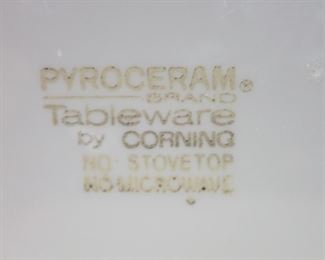 PYROCERAM®
BRAND
Tableware
by CORNING
NO STOVETOP
NO MICROWAVE